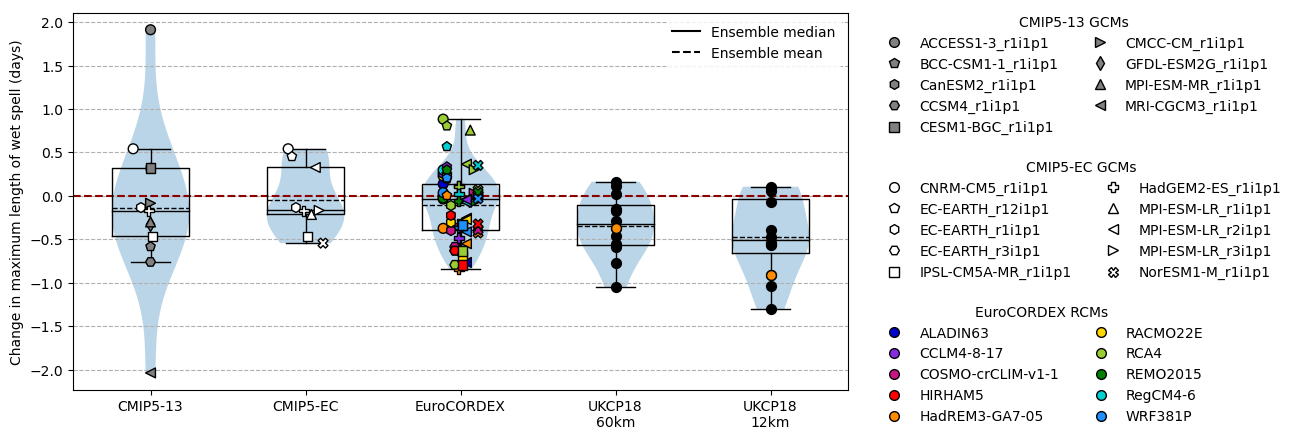 Change in maximum length of wet spell (days)
2.0
1.5
1.0
0.5
0.0
−0.5
−1.0
−1.5
−2.0
Ensemble median
Ensemble mean
CMIP5-13
CMIP5-EC
EuroCORDEX
UKCP18
60km
UKCP18
12km
CMIP5-13 GCMs
ACCESS1-3_r1i1p1
BCC-CSM1-1_r1i1p1
CanESM2_r1i1p1
CCSM4_r1i1p1
CESM1-BGC_r1i1p1
CMCC-CM_r1i1p1
GFDL-ESM2G_r1i1p1
MPI-ESM-MR_r1i1p1
MRI-CGCM3_r1i1p1
CMIP5-EC GCMs
CNRM-CM5_r1i1p1
EC-EARTH_r12i1p1
EC-EARTH_r1i1p1
EC-EARTH_r3i1p1
IPSL-CM5A-MR_r1i1p1
HadGEM2-ES_r1i1p1
MPI-ESM-LR_r1i1p1
MPI-ESM-LR_r2i1p1
MPI-ESM-LR_r3i1p1
NorESM1-M_r1i1p1
EuroCORDEX RCMs
ALADIN63
CCLM4-8-17
COSMO-crCLIM-v1-1
HIRHAM5
HadREM3-GA7-05
RACMO22E
RCA4
REMO2015
RegCM4-6
WRF381P